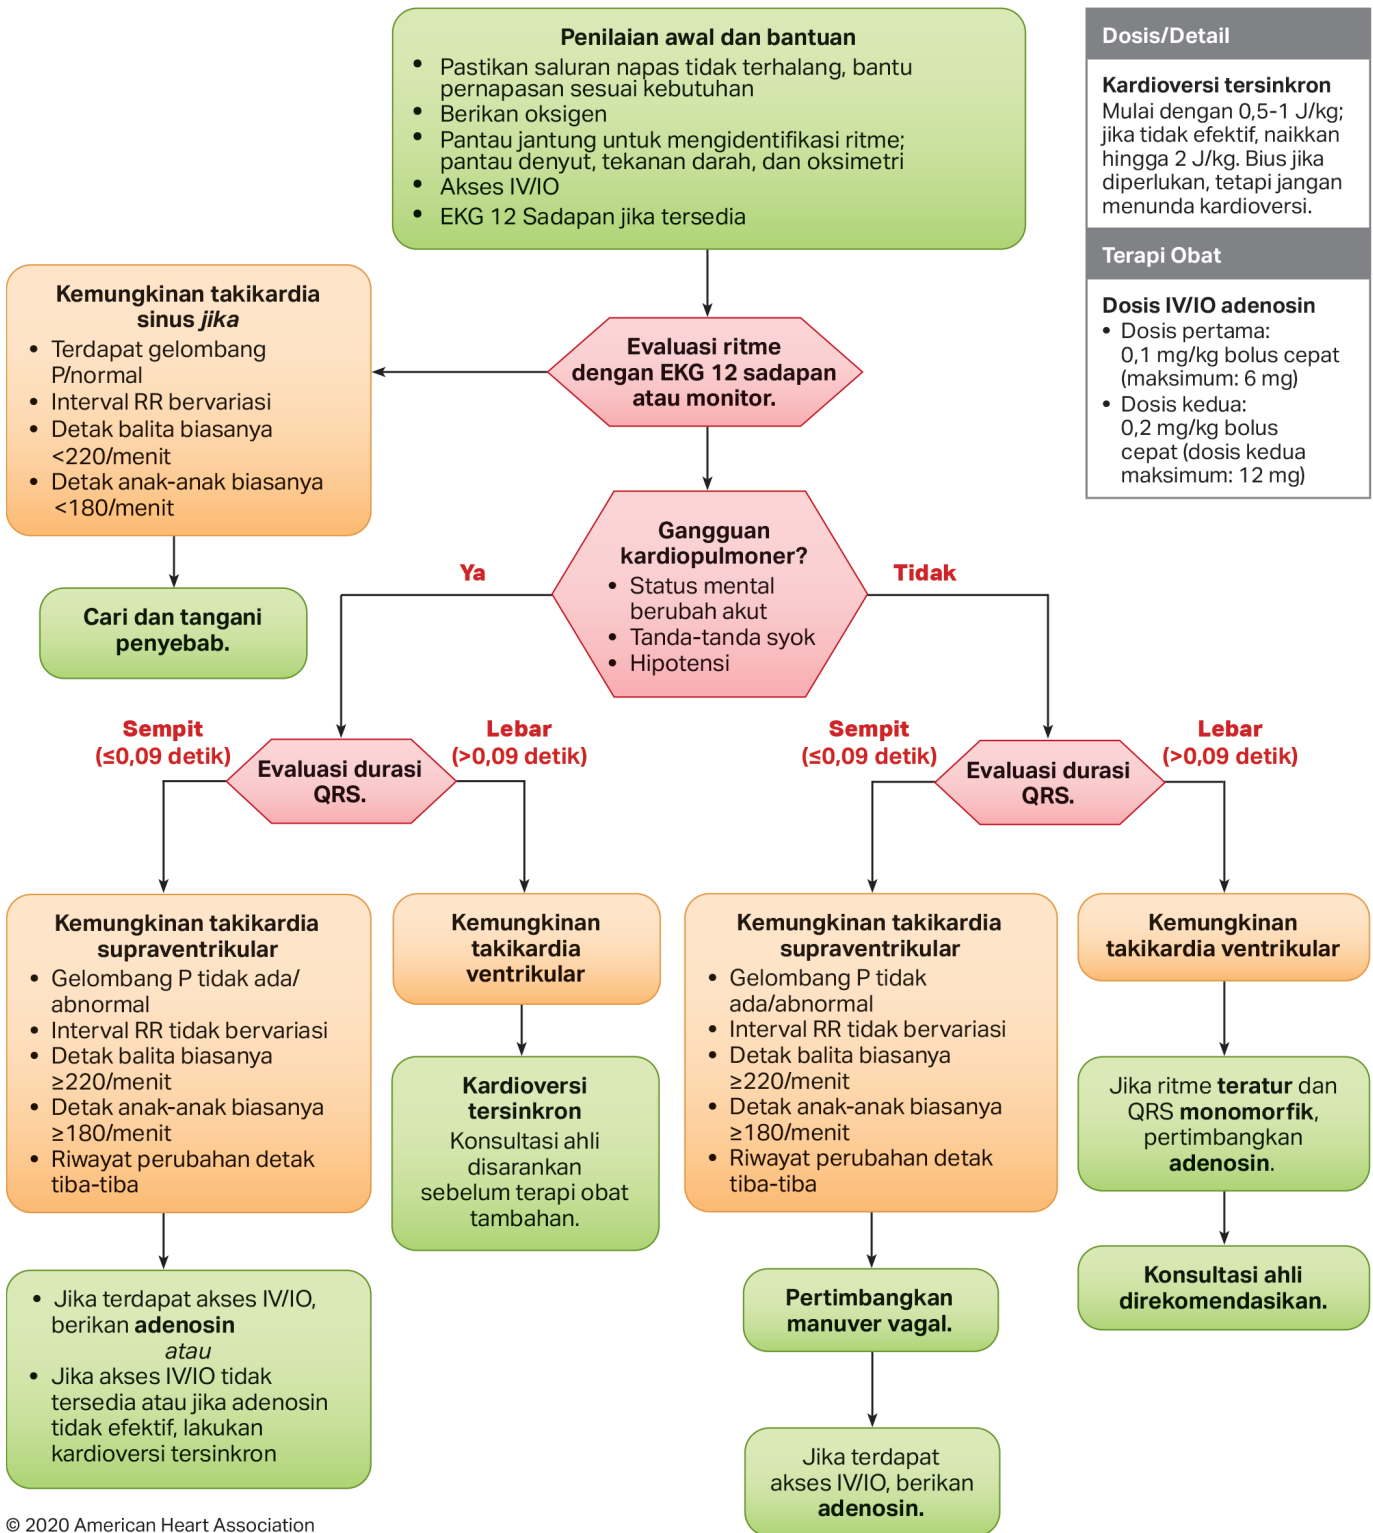 Penilaian awal dan bantuan
• Pastikan saluran napas tidak terhalang, bantu
pernapasan sesuai kebutuhan
• Berikan oksigen
• Pantau jantung untuk mengidentifikasi ritme;
pantau denyut, tekanan darah, dan oksimetri
• Akses IV/IO
• EKG 12 Sadapan jika tersedia
Dosis/Detail
Kardioversi tersinkron
Mulai dengan 0,5-1 J/kg;
jika tidak efektif, naikkan
hingga 2 J/kg. Bius jika
diperlukan, tetapi jangan
menunda kardioversi.
Terapi Obat
Dosis IV/IO adenosin
• Dosis pertama:
0,1 mg/kg bolus cepat
(maksimum: 6 mg)
• Dosis kedua:
0,2 mg/kg bolus
cepat (dosis kedua
maksimum: 12 mg)
Kemungkinan takikardia
sinus jika
• Terdapat gelombang
P/normal
• Interval RR bervariasi
• Detak balita biasanya
<220/menit
• Detak anak-anak biasanya
<180/menit
Evaluasi ritme
dengan EKG 12 sadapan
atau monitor.
Cari dan tangani
penyebab.
Gangguan
kardiopulmoner?
• Status mental
berubah akut
• Tanda-tanda syok
• Hipotensi
Ya
Tidak
Sempit
(≤0,09 detik)
Lebar
(>0,09 detik)
Evaluasi durasi
QRS.
Sempit
(≤0,09 detik)
Lebar
(>0,09 detik)
Evaluasi durasi
QRS.
Kemungkinan takikardia
supraventrikular
• Gelombang P tidak ada/
abnormal
• Interval RR tidak bervariasi
• Detak balita biasanya
≥220/menit
• Detak anak-anak biasanya
≥180/menit
• Riwayat perubahan detak
tiba-tiba
Kemungkinan
takikardia
ventrikular
Kardioversi
tersinkron
Konsultasi ahli
disarankan
sebelum terapi obat
tambahan.
Kemungkinan takikardia
supraventrikular
• Gelombang P tidak
ada/abnormal
• Interval RR tidak bervariasi
• Detak balita biasanya
≥220/menit
• Detak anak-anak biasanya
≥180/menit
• Riwayat perubahan detak
tiba-tiba
Kemungkinan
takikardia ventrikular
Jika ritme teratur dan
QRS monomorfik,
pertimbangkan
adenosin.
Konsultasi ahli
direkomendasikan.
• Jika terdapat akses IV/IO,
berikan adenosin
atau
• Jika akses IV/IO tidak
tersedia atau jika adenosin
tidak efektif, lakukan
kardioversi tersinkron
Pertimbangkan
manuver vagal.
Jika terdapat
akses IV/IO, berikan
adenosin.
© 2020 American Heart Association